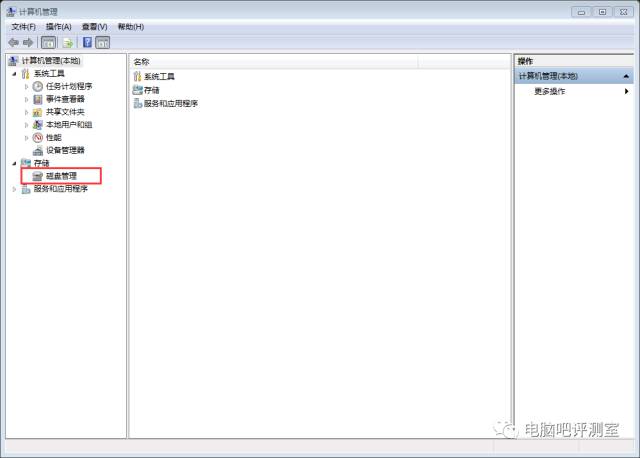 计算机管理
文件(F) 操作(A) 查看(V) 帮助(H)
计算机管理(本地)
系统工具
任务计划程序
事件查看器
共享文件夹
本地用户和组
性能
设备管理器
存储
磁盘管理
服务和应用程序
名称
系统工具
存储
服务和应用程序
操作
计算机管理(本地)
更多操作
电脑吧评测室